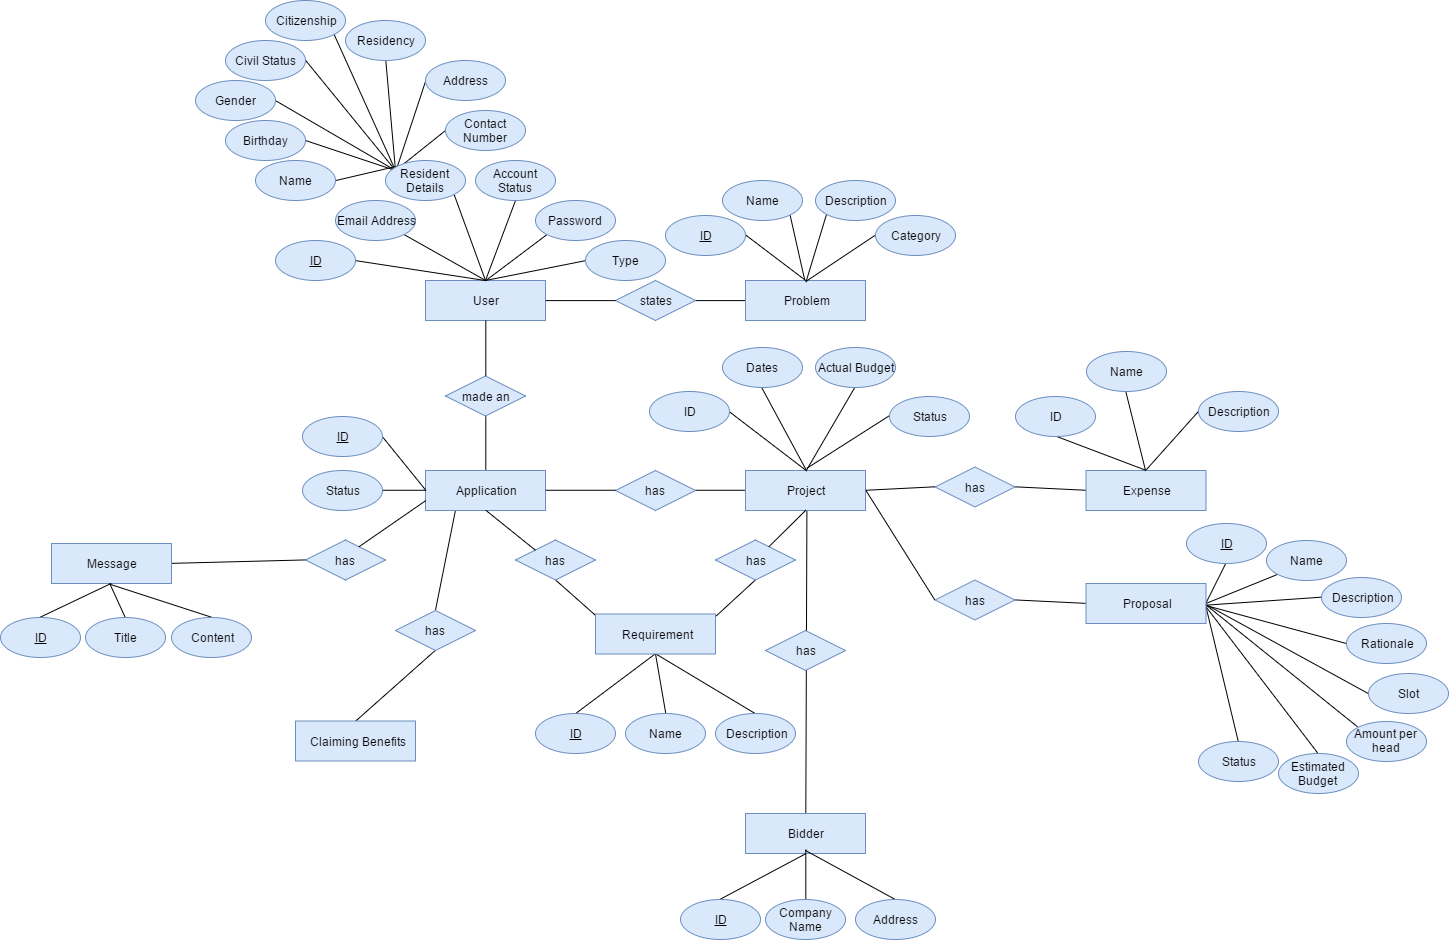 Citizenship
Residency
Civil Status
Address
Gender
Contact
Number
Birthday
Name
Resident
Details
Account
Status
Email Address
Password
ID
Type
User
states
Name
Description
ID
Category
Problem
made an
Dates
Actual Budget
ID
Status
Name
ID
Description
ID
Status
Application
has
Project
has
Expense
Message
has
has
has
has
Proposal
ID
Name
Description
Rationale
Slot
Amount per
head
Estimated
Budget
Status
ID
Title
Content
has
Requirement
has
Claiming Benefits
ID
Name
Description
Bidder
ID
Company
Name
Address